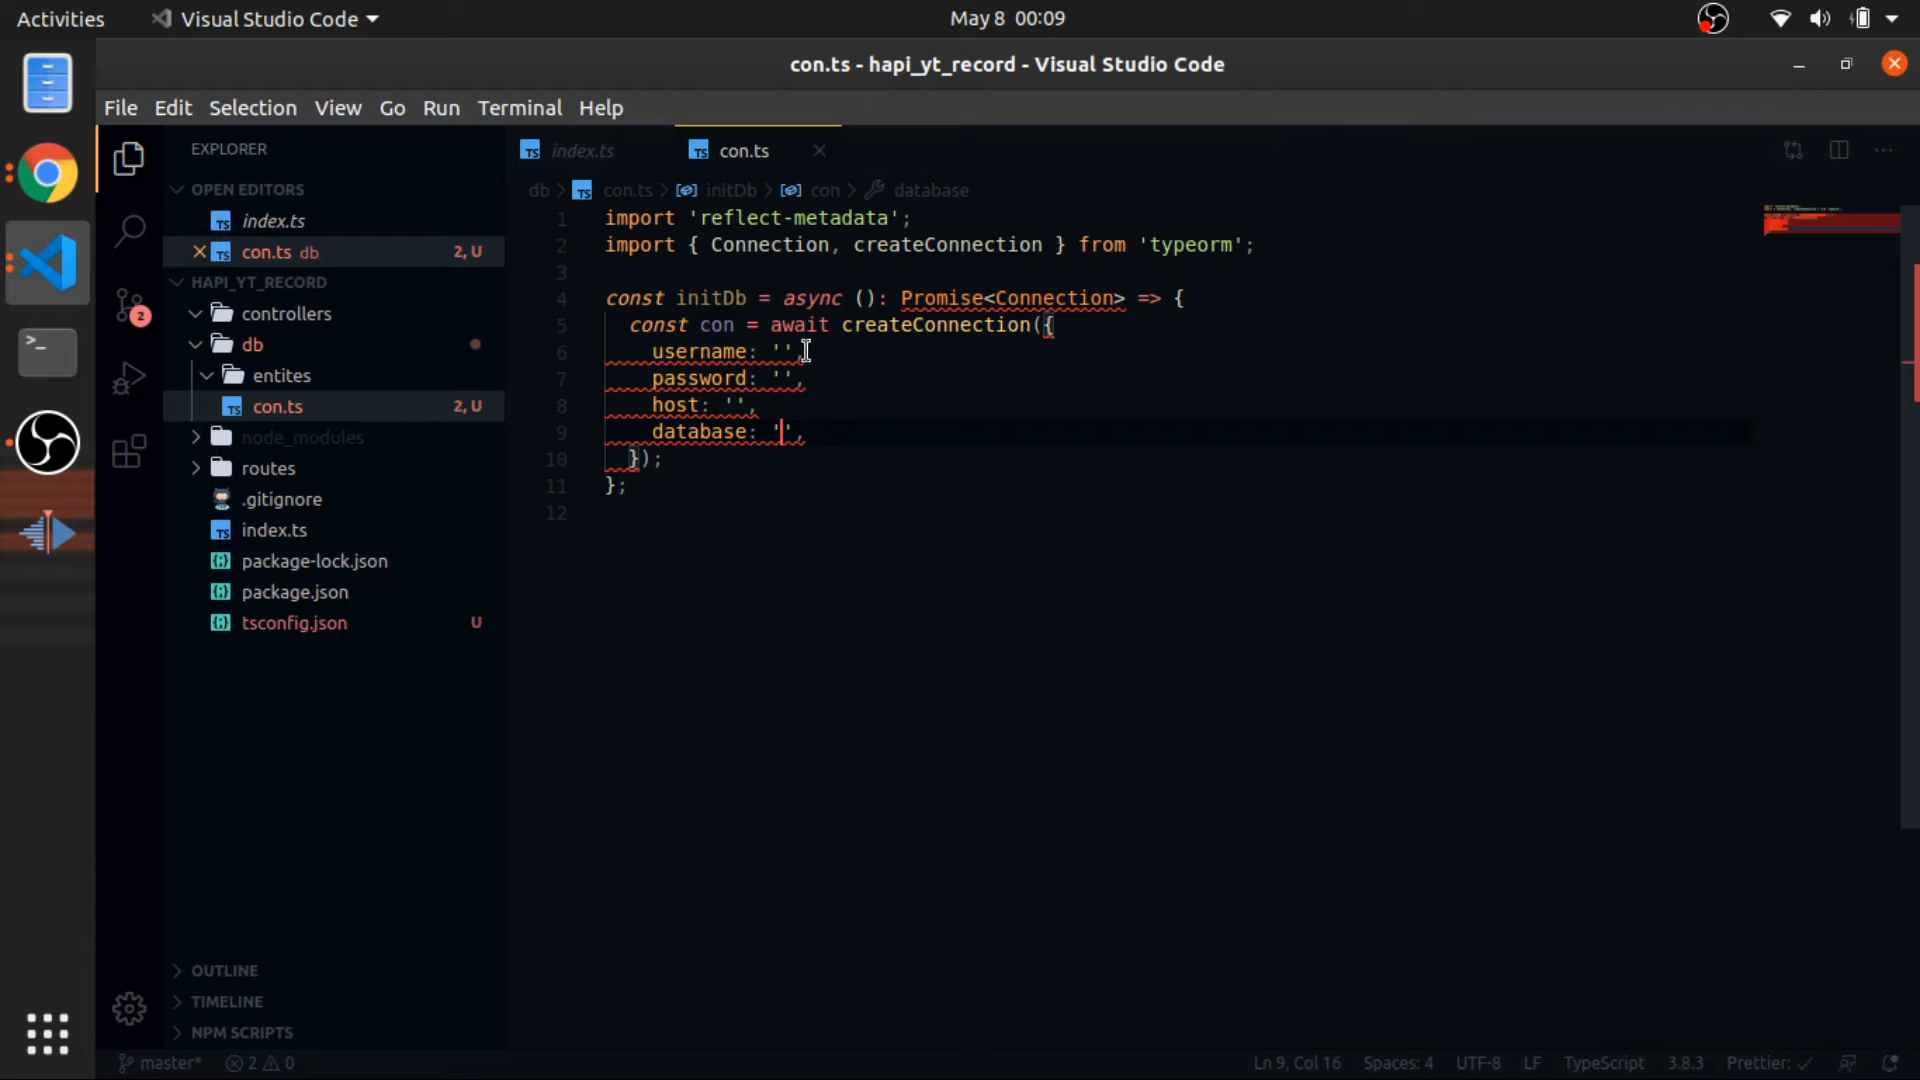 Activities
Visual Studio Code
May 8 00:09
con.ts - hapi_yt_record - Visual Studio Code
File Edit Selection View Go Run Terminal Help
EXPLORER
OPEN EDITORS
index.ts
con.ts db 2, U
HAPI_YT_RECORD
controllers
db
entites
con.ts 2, U
node_modules
routes
.gitignore
index.ts
package-lock.json
package.json
tsconfig.json U
OUTLINE
TIMELINE
NPM SCRIPTS
2
index.ts con.ts
db > con.ts > initDb > con > database
1 import 'reflect-metadata';
2 import { Connection, createConnection } from 'typeorm';
3
4 const initDb = async (): Promise<Connection> => {
5 const con = await createConnection({
6 username: '',
7 password: '',
8 host: '',
9 database: '',
10 });
11 };
12
master* 2 0
Ln 9, Col 16 Spaces: 4 UTF-8 LF TypeScript 3.8.3 Prettier: ✓